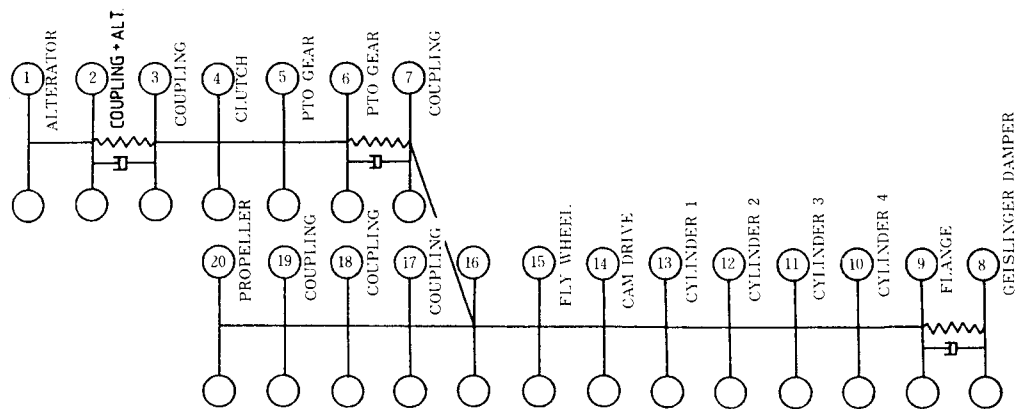 1
ALTERATOR
2
COUPLING + ALT.
3
COUPLING
4
CLUTCH
5
PTO GEAR
6
PTO GEAR
7
COUPLING
20
PROPELLER
19
COUPLING
18
COUPLING
17
COUPLING
16
15
FLY WHEEL
14
CAM DRIVE
13
CYLINDER 1
12
CYLINDER 2
11
CYLINDER 3
10
CYLINDER 4
9
FLANGE
8
GEISLINGER DAMPER